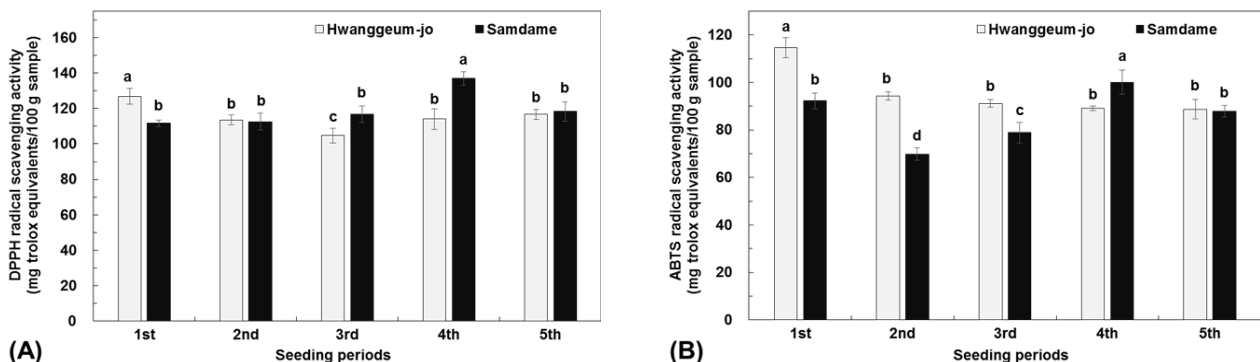 DPPH radical scavenging activity
(mg trolox equivalents/100 g sample)
160
140
120
100
80
60
40
20
0
Hwanggeum-jo Samdame
a b b b c b b a b b
1st 2nd 3rd 4th 5th
Seeding periods
(A)
ABTS radical scavenging activity
(mg trolox equivalents/100 g sample)
120
100
80
60
40
20
0
Hwanggeum-jo Samdame
a b b d b c b a b b
1st 2nd 3rd 4th 5th
Seeding periods
(B)